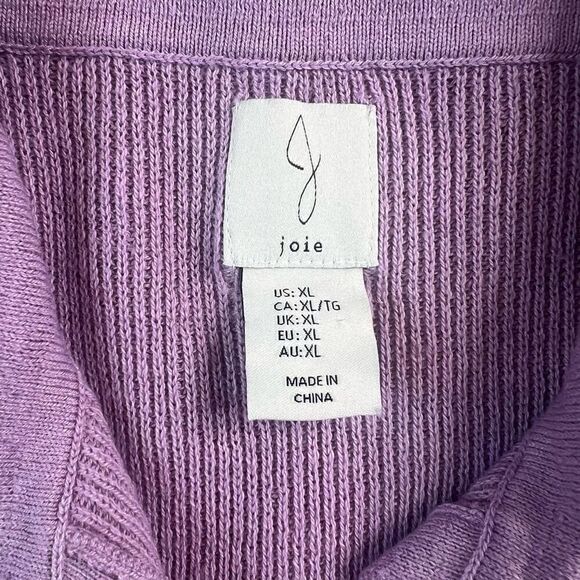 J
joie
US: XL
CA: XL/TG
UK: XL
EU: XL
AU: XL
MADE IN
CHINA